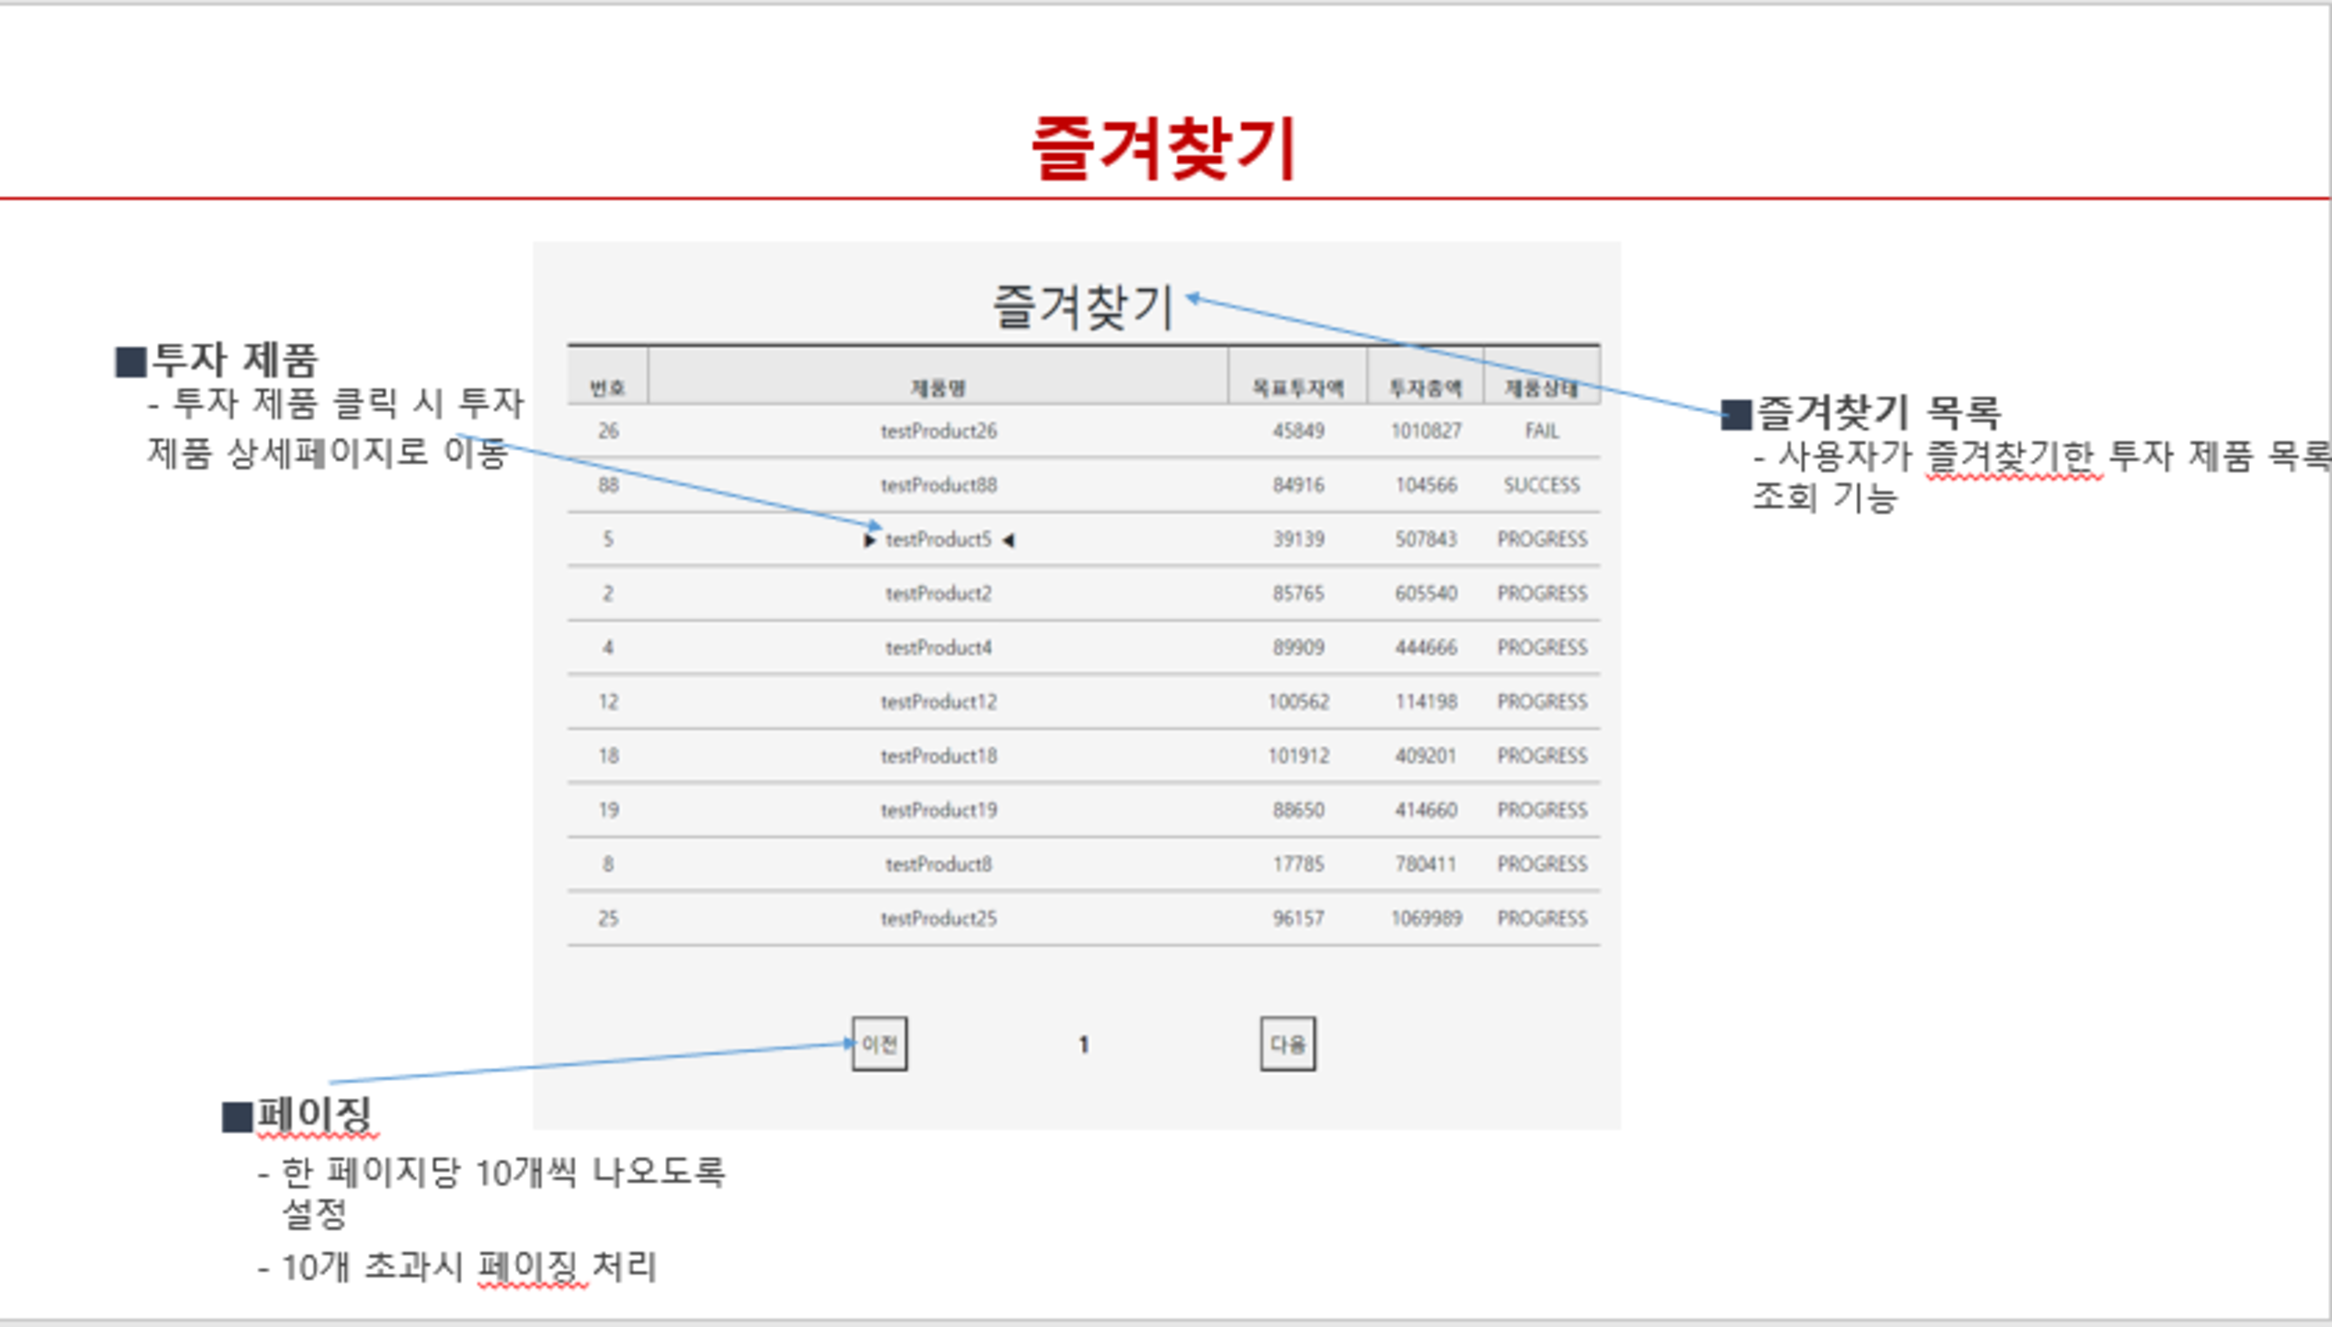 즐겨찾기
즐겨찾기
■투자 제품
- 투자 제품 클릭 시 투자
제품 상세페이지로 이동
■즐겨찾기 목록
- 사용자가 즐겨찾기한 투자 제품 목록
조회 기능
번호 제품명 목표투자액 투자총액 제품상태
26 testProduct26 45849 1010827 FAIL
88 testProduct88 84916 104566 SUCCESS
5 ▶ testProduct5 ◀ 39139 507843 PROGRESS
2 testProduct2 85765 605540 PROGRESS
4 testProduct4 89909 444666 PROGRESS
12 testProduct12 100562 114198 PROGRESS
18 testProduct18 101912 409201 PROGRESS
19 testProduct19 88650 414660 PROGRESS
8 testProduct8 17785 780411 PROGRESS
25 testProduct25 96157 1069989 PROGRESS
이전 1 다음
■페이징
- 한 페이지당 10개씩 나오도록
설정
- 10개 초과시 페이징 처리